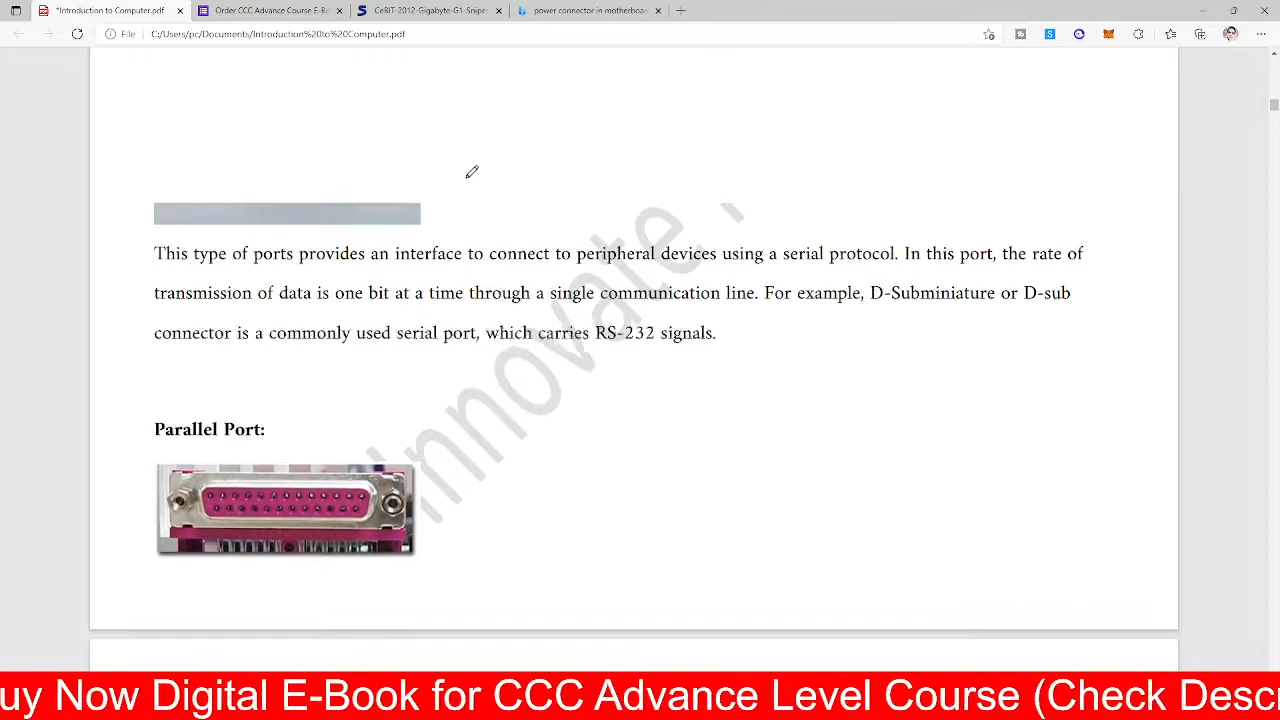 *Introduction to Computer.pdf
Order CCC Advance Course E-Bo
CeBIT-2012-Gigabyte-G1-Sniper
power connector in motherboard
File
C:/Users/pc/Documents/Introduction%20to%20Computer.pdf
This type of ports provides an interface to connect to peripheral devices using a serial protocol. In this port, the rate of
transmission of data is one bit at a time through a single communication line. For example, D-Subminiature or D-sub
connector is a commonly used serial port, which carries RS-232 signals.
Innovate
Parallel Port:
uy Now Digital E-Book for CCC Advance Level Course (Check Desc